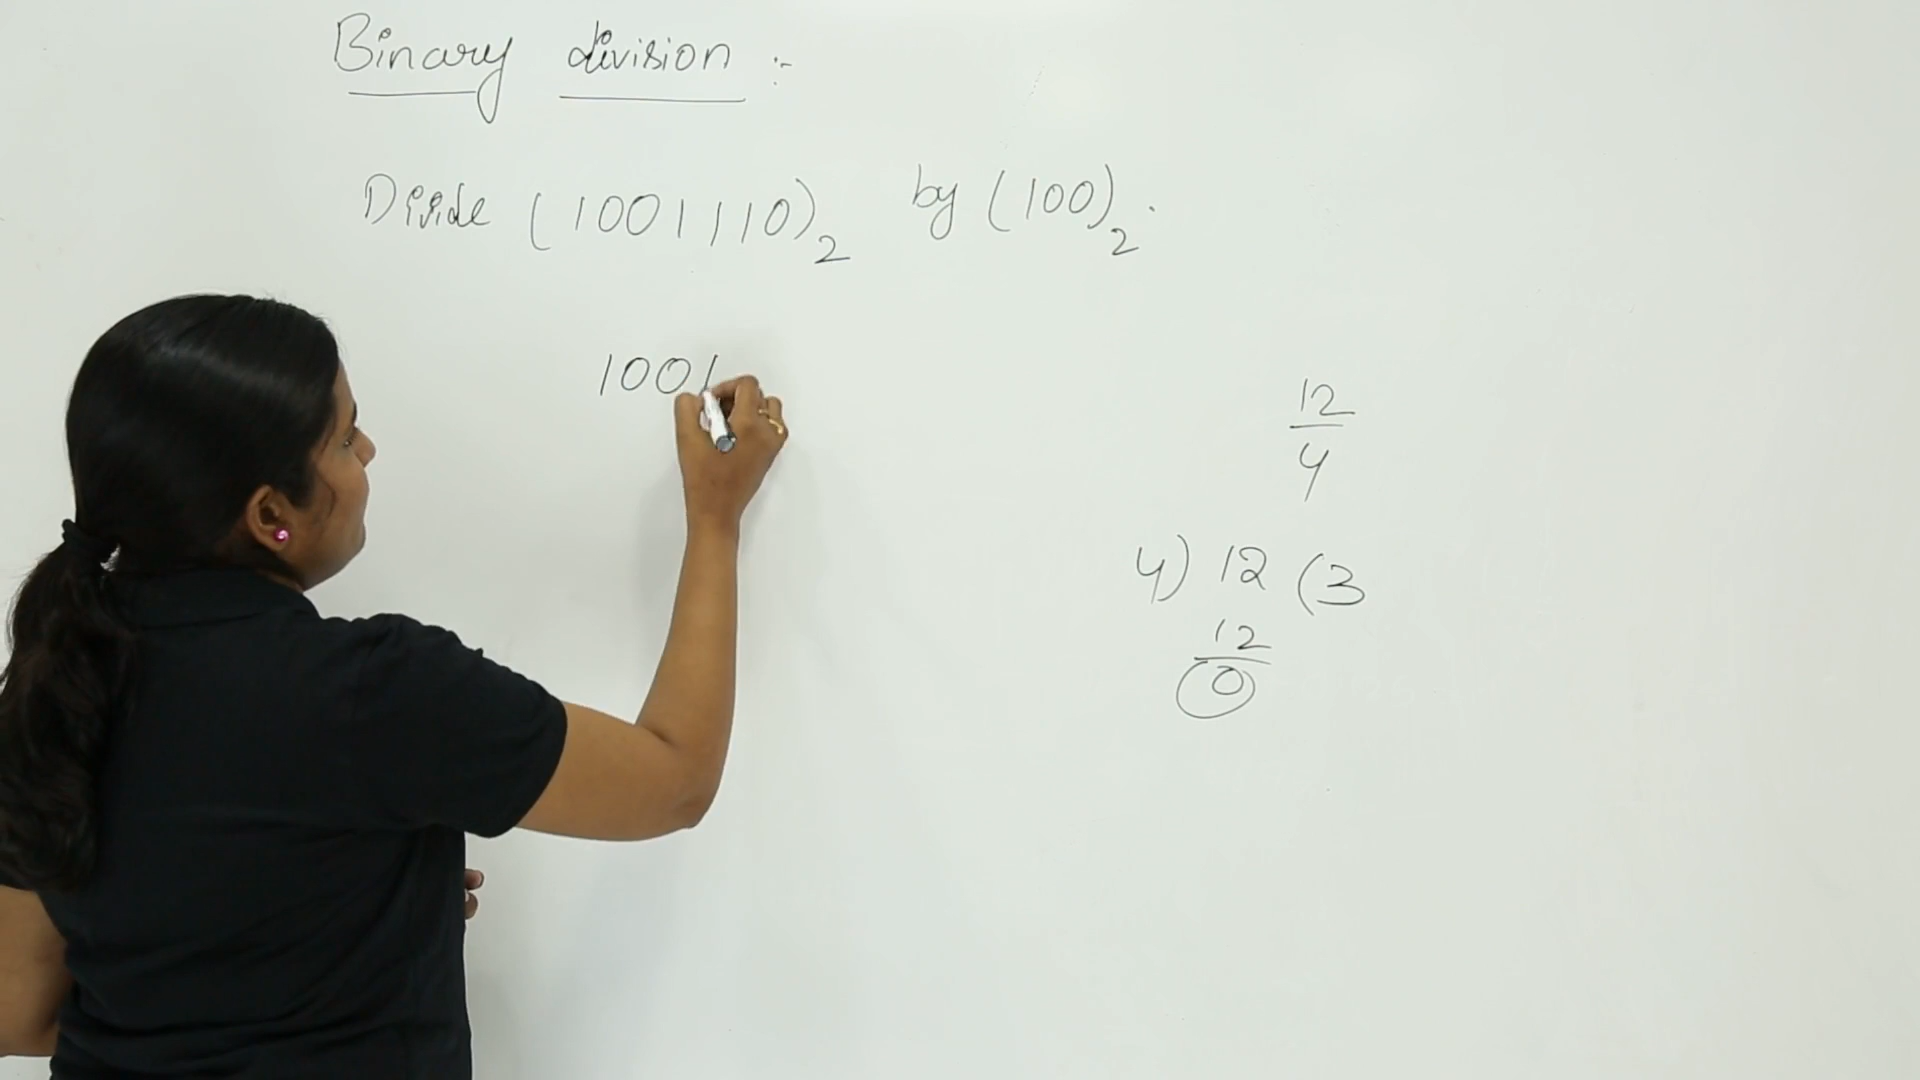 Binary division :-
Divide (1001110)₂ by (100)₂.
1001
12
4
4) 12 (3
12
0